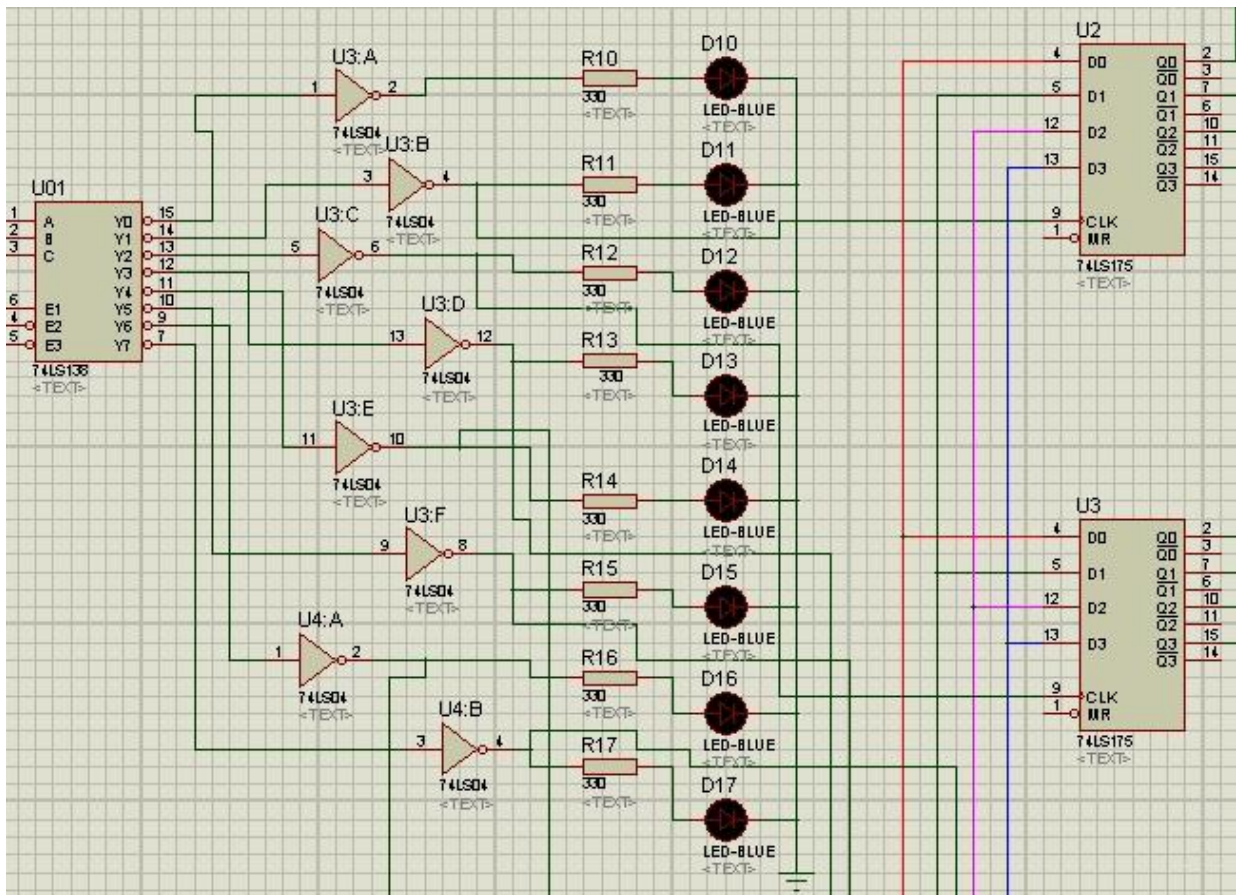 U3:A
1
2
74LS04
<TEXT>
R10
330
<TEXT>
D10
LED-BLUE
<TEXT>
U3:B
3
4
74LS04
<TEXT>
R11
330
<TEXT>
D11
LED-BLUE
<TEXT>
U01
1 A Y0 15
2 B Y1 14
3 C Y2 13
Y3 12
Y4 11
6 E1 Y5 10
4 E2 Y6 9
5 E3 Y7 7
74LS138
<TEXT>
U3:C
5
6
74LS04
<TEXT>
R12
330
<TEXT>
D12
LED-BLUE
<TEXT>
U3:D
13
12
74LS04
<TEXT>
R13
330
<TEXT>
D13
LED-BLUE
<TEXT>
U3:E
11
10
74LS04
<TEXT>
R14
330
<TEXT>
D14
LED-BLUE
<TEXT>
U3:F
9
8
74LS04
<TEXT>
R15
330
<TEXT>
D15
LED-BLUE
<TEXT>
U4:A
1
2
74LS04
<TEXT>
R16
330
<TEXT>
D16
LED-BLUE
<TEXT>
U4:B
3
4
74LS04
<TEXT>
R17
330
<TEXT>
D17
LED-BLUE
U2
4 D0 Q0 2
Q0 3
5 D1 Q1 7
Q1 6
12 D2 Q2 10
Q2 11
13 D3 Q3 15
Q3 14
9 CLK
1 MR
74LS175
<TEXT>
U3
4 D0 Q0 2
Q0 3
5 D1 Q1 7
Q1 6
12 D2 Q2 10
Q2 11
13 D3 Q3 15
Q3 14
9 CLK
1 MR
74LS175
<TEXT>